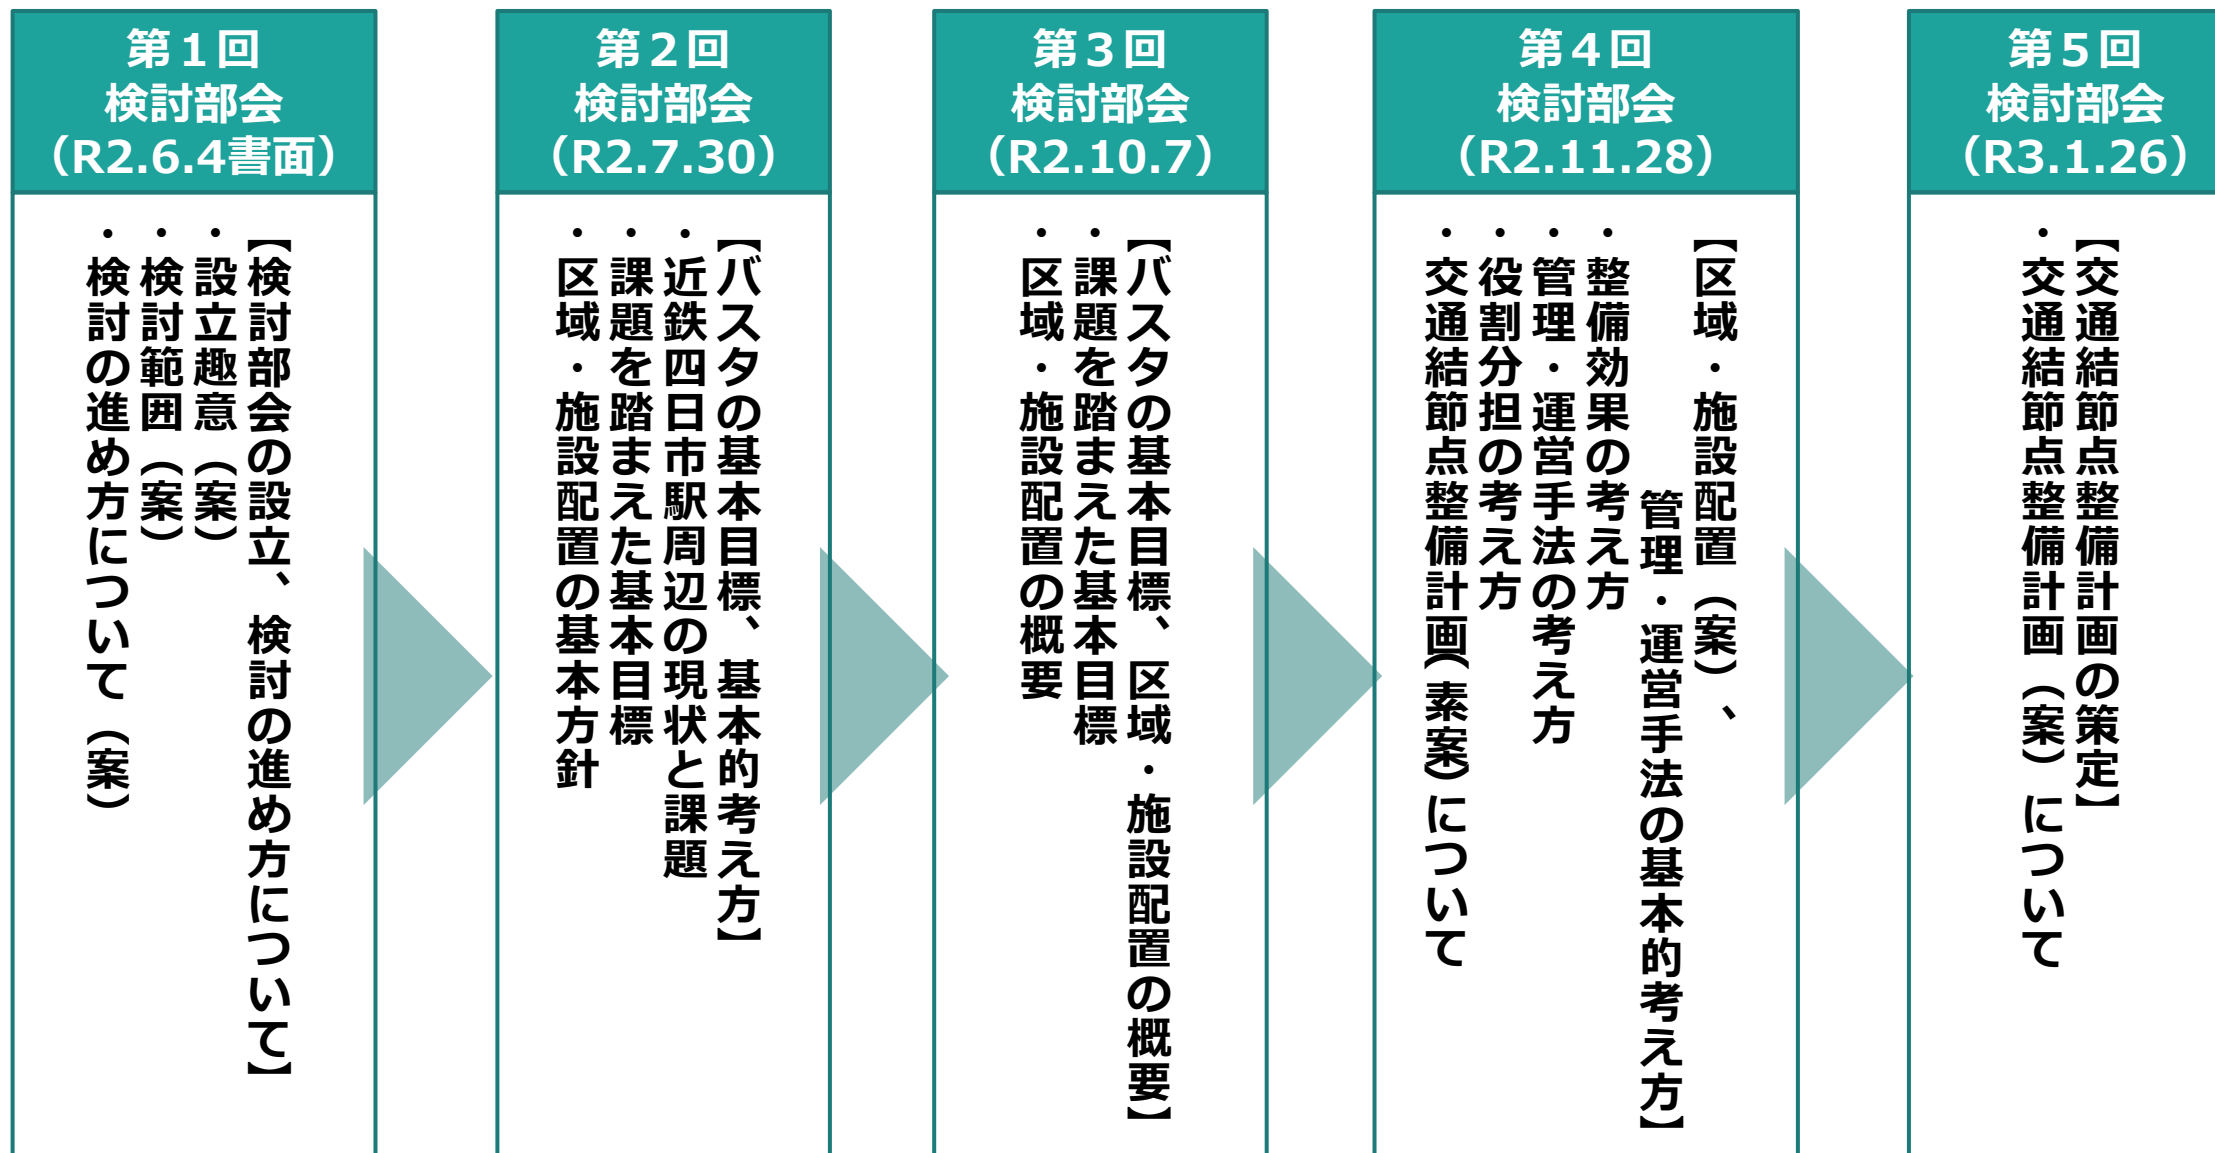 第１回
検討部会
（R2.6.4書面）
【検討部会の設立、検討の進め方について】
・設立趣意（案）
・検討範囲（案）
・検討の進め方について（案）
第２回
検討部会
（R2.7.30）
【バスタの基本目標、基本的考え方】
・近鉄四日市駅周辺の現状と課題
・課題を踏まえた基本目標
・区域・施設配置の基本方針
第３回
検討部会
（R2.10.7）
【バスタの基本目標、区域・施設配置の概要】
・課題を踏まえた基本目標
・区域・施設配置の概要
第４回
検討部会
（R2.11.28）
【区域・施設配置（案）、
管理・運営手法の基本的考え方】
・整備効果の考え方
・管理・運営手法の考え方
・役割分担の考え方
・交通結節点整備計画（素案）について
第５回
検討部会
（R3.1.26）
【交通結節点整備計画の策定】
・交通結節点整備計画（案）について